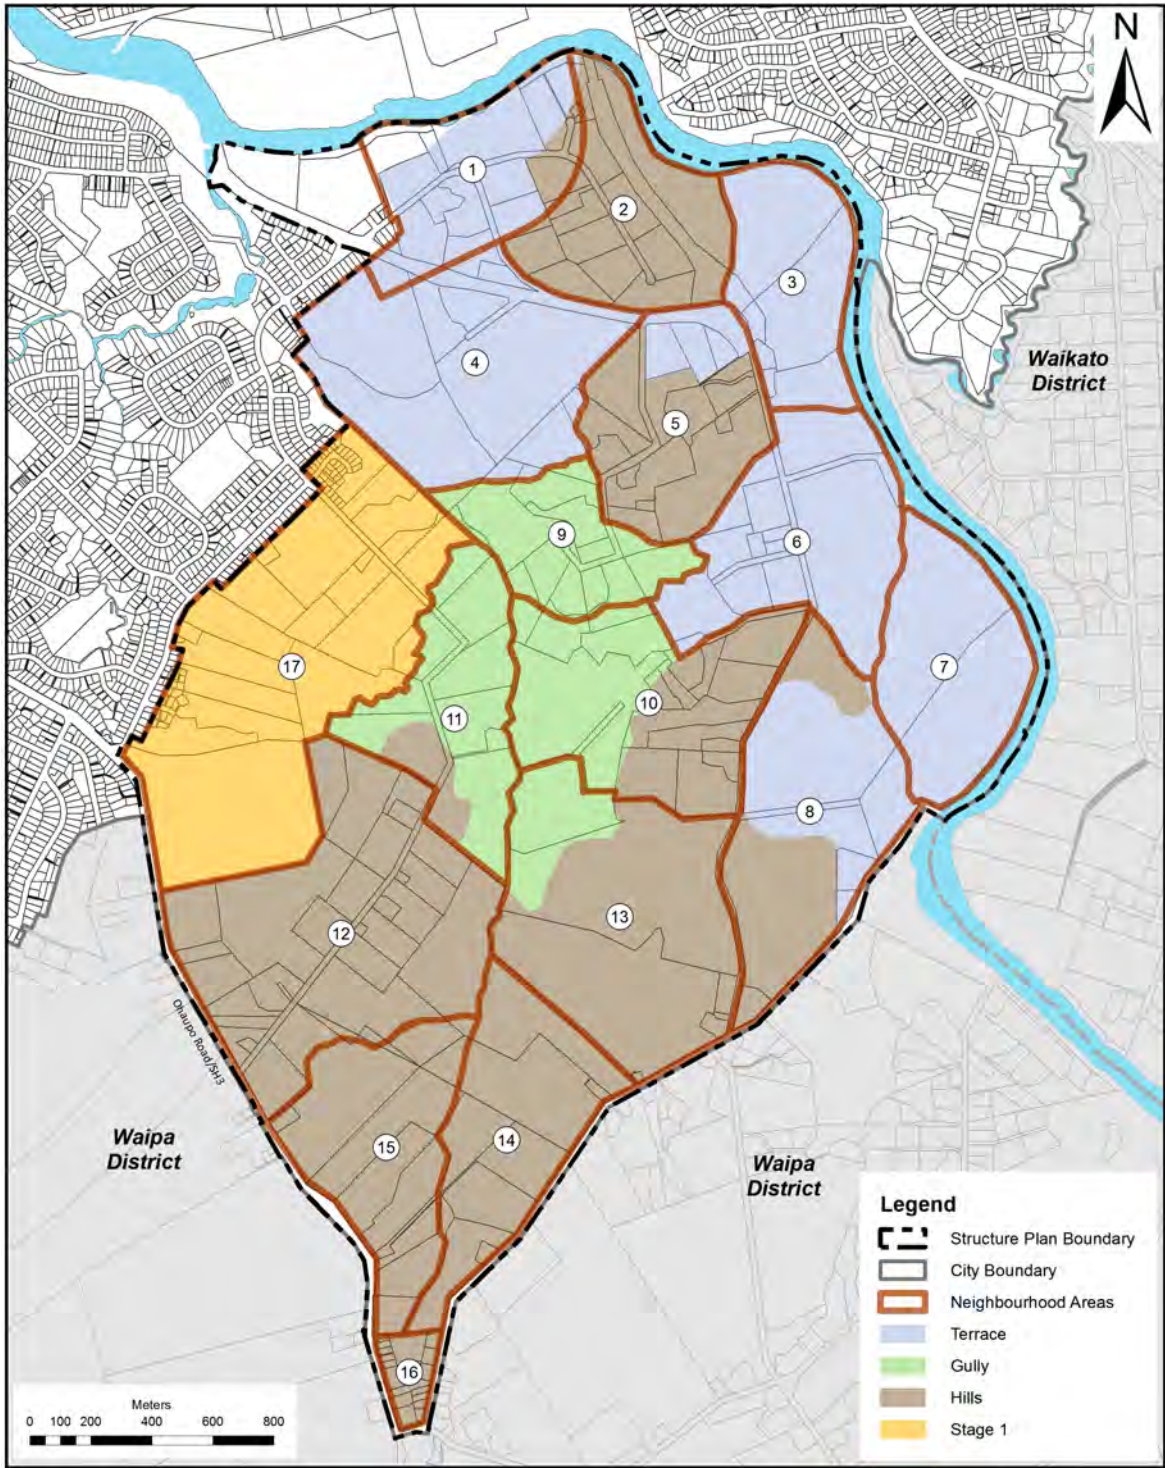 N
1
2
3
Waikato
District
4
5
9
6
17
7
10
11
8
13
12
Ohaupo Road/SH3
Waipa
District
15
14
Waipa
District
16
Legend
Structure Plan Boundary
City Boundary
Neighbourhood Areas
Terrace
Gully
Hills
Stage 1
Meters
0 100 200 400 600 800